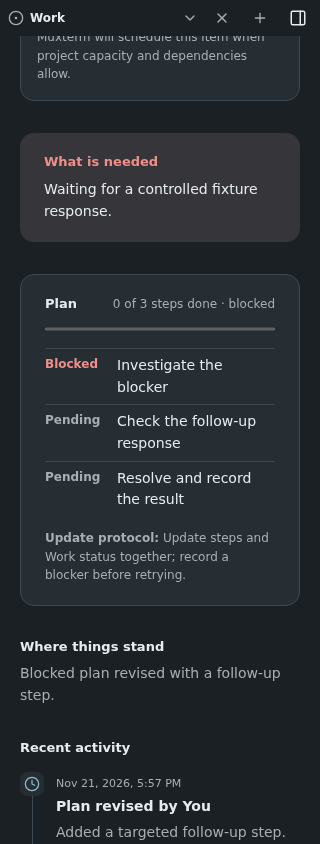 Work
Muxterm will schedule this item when
project capacity and dependencies
allow.
What is needed
Waiting for a controlled fixture
response.
Plan
0 of 3 steps done · blocked
Blocked
Investigate the
blocker
Pending
Check the follow-up
response
Pending
Resolve and record
the result
Update protocol: Update steps and
Work status together; record a
blocker before retrying.
Where things stand
Blocked plan revised with a follow-up
step.
Recent activity
Nov 21, 2026, 5:57 PM
Plan revised by You
Added a targeted follow-up step.